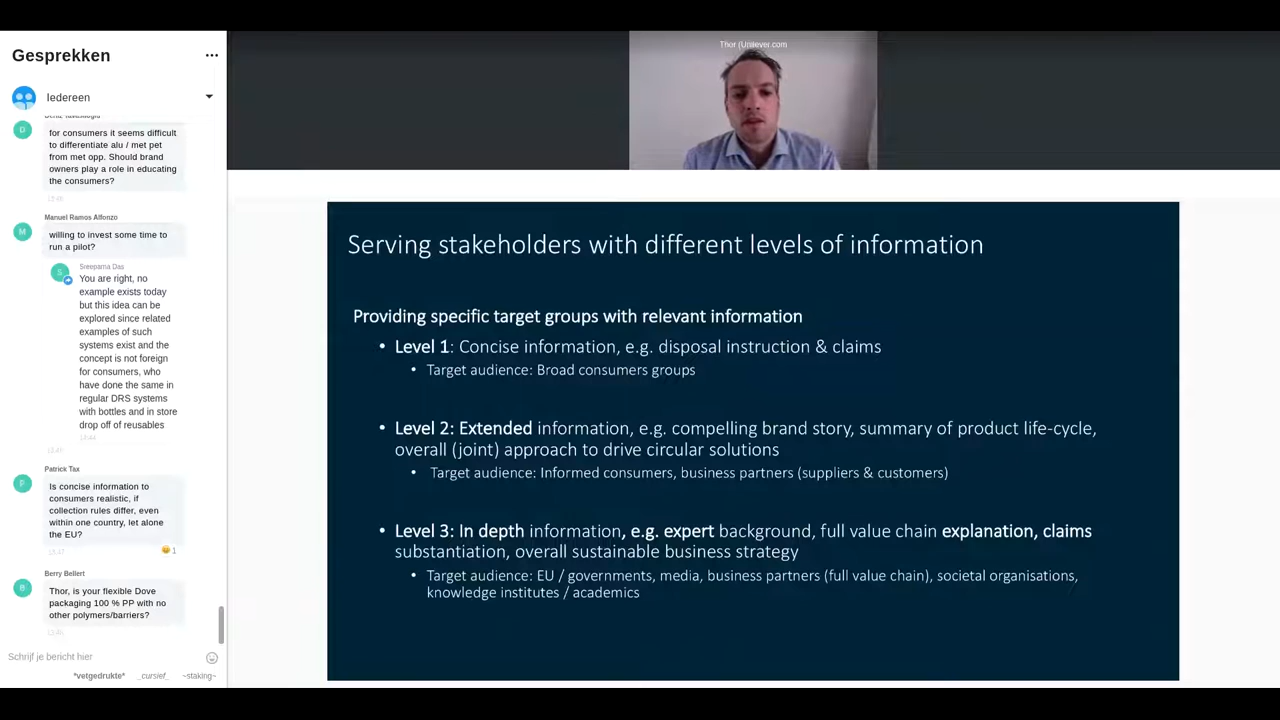 Gesprekken
Iedereen
D
for consumers it seems difficult
to differentiate alu / met pet
from met opp. Should brand
owners play a role in educating
the consumers?
Manuel Ramos Alfonzo
M
willing to invest some time to
run a pilot?
Sreeparna Das
S
You are right, no
example exists today
but this idea can be
explored since related
examples of such
systems exist and the
concept is not foreign
for consumers, who
have done the same in
regular DRS systems
with bottles and in store
drop off of reusables
13:44
Patrick Tax
P
Is concise information to
consumers realistic, if
collection rules differ, even
within one country, let alone
the EU?
13:47
1
Berry Bellert
B
Thor, is your flexible Dove
packaging 100 % PP with no
other polymers/barriers?
Schrijf je bericht hier
*vetgedrukte* _cursief_ ~staking~
Thor (Unilever.com
Serving stakeholders with different levels of information
Providing specific target groups with relevant information
• Level 1: Concise information, e.g. disposal instruction & claims
• Target audience: Broad consumers groups
• Level 2: Extended information, e.g. compelling brand story, summary of product life-cycle,
overall (joint) approach to drive circular solutions
• Target audience: Informed consumers, business partners (suppliers & customers)
• Level 3: In depth information, e.g. expert background, full value chain explanation, claims
substantiation, overall sustainable business strategy
• Target audience: EU / governments, media, business partners (full value chain), societal organisations,
knowledge institutes / academics